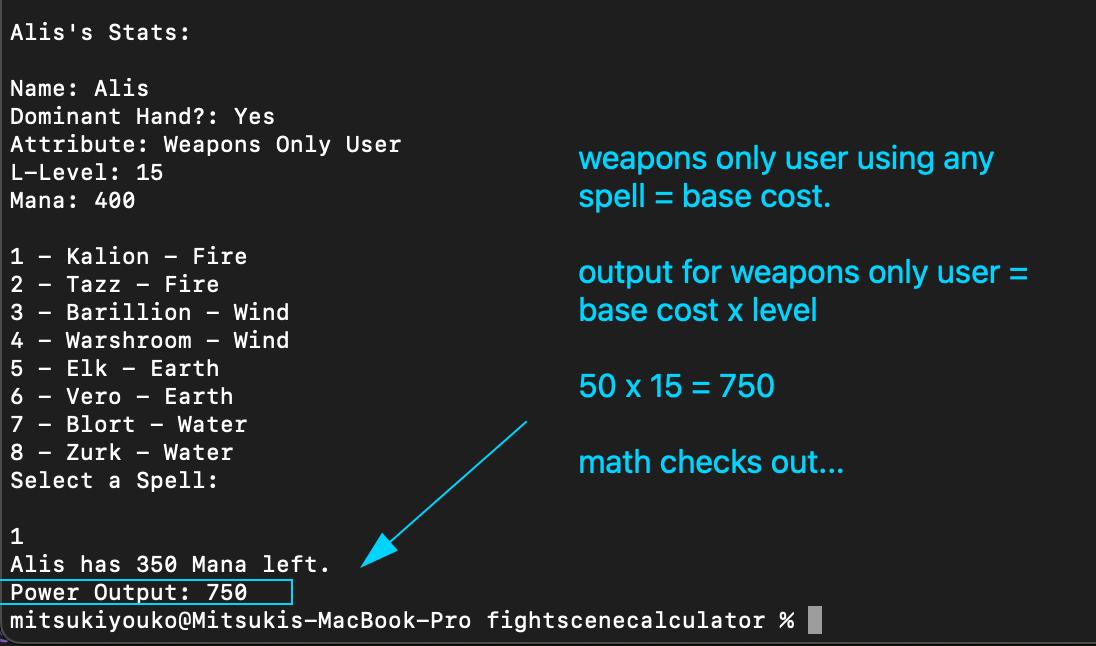 Alis's Stats:
Name: Alis
Dominant Hand?: Yes
Attribute: Weapons Only User
L-Level: 15
Mana: 400
1 - Kalion - Fire
2 - Tazz - Fire
3 - Barillion - Wind
4 - Warshroom - Wind
5 - Elk - Earth
6 - Vero - Earth
7 - Blort - Water
8 - Zurk - Water
Select a Spell:
1
Alis has 350 Mana left.
Power Output: 750
mitsukiyouko@Mitsukis-MacBook-Pro fightscenecalculator %
weapons only user using any
spell = base cost.
output for weapons only user =
base cost x level
50 x 15 = 750
math checks out...